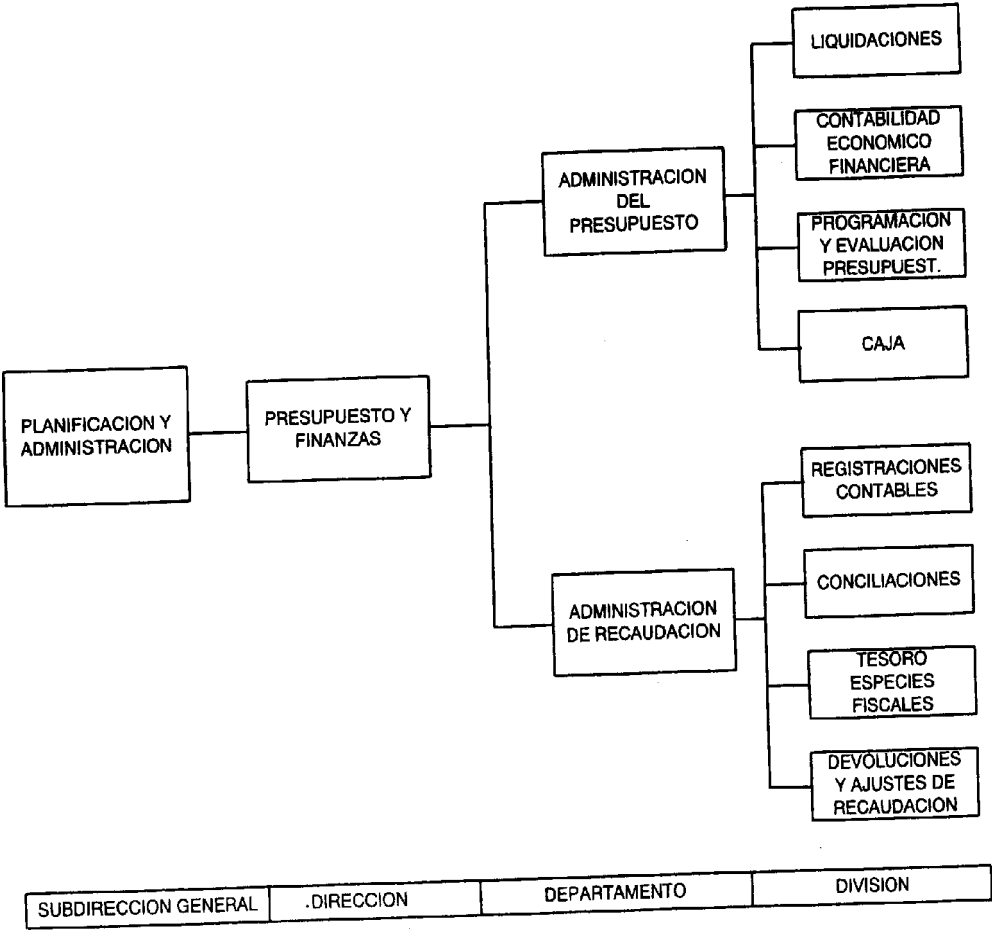 LIQUIDACIONES
CONTABILIDAD
ECONOMICO
FINANCIERA
ADMINISTRACION
DEL
PRESUPUESTO
PROGRAMACION
Y EVALUACION
PRESUPUEST.
CAJA
PLANIFICACION Y
ADMINISTRACION
PRESUPUESTO Y
FINANZAS
REGISTRACIONES
CONTABLES
CONCILIACIONES
ADMINISTRACION
DE RECAUDACION
TESORO
ESPECIES
FISCALES
DEVOLUCIONES
Y AJUSTES DE
RECAUDACION
SUBDIRECCION GENERAL
.DIRECCION
DEPARTAMENTO
DIVISION